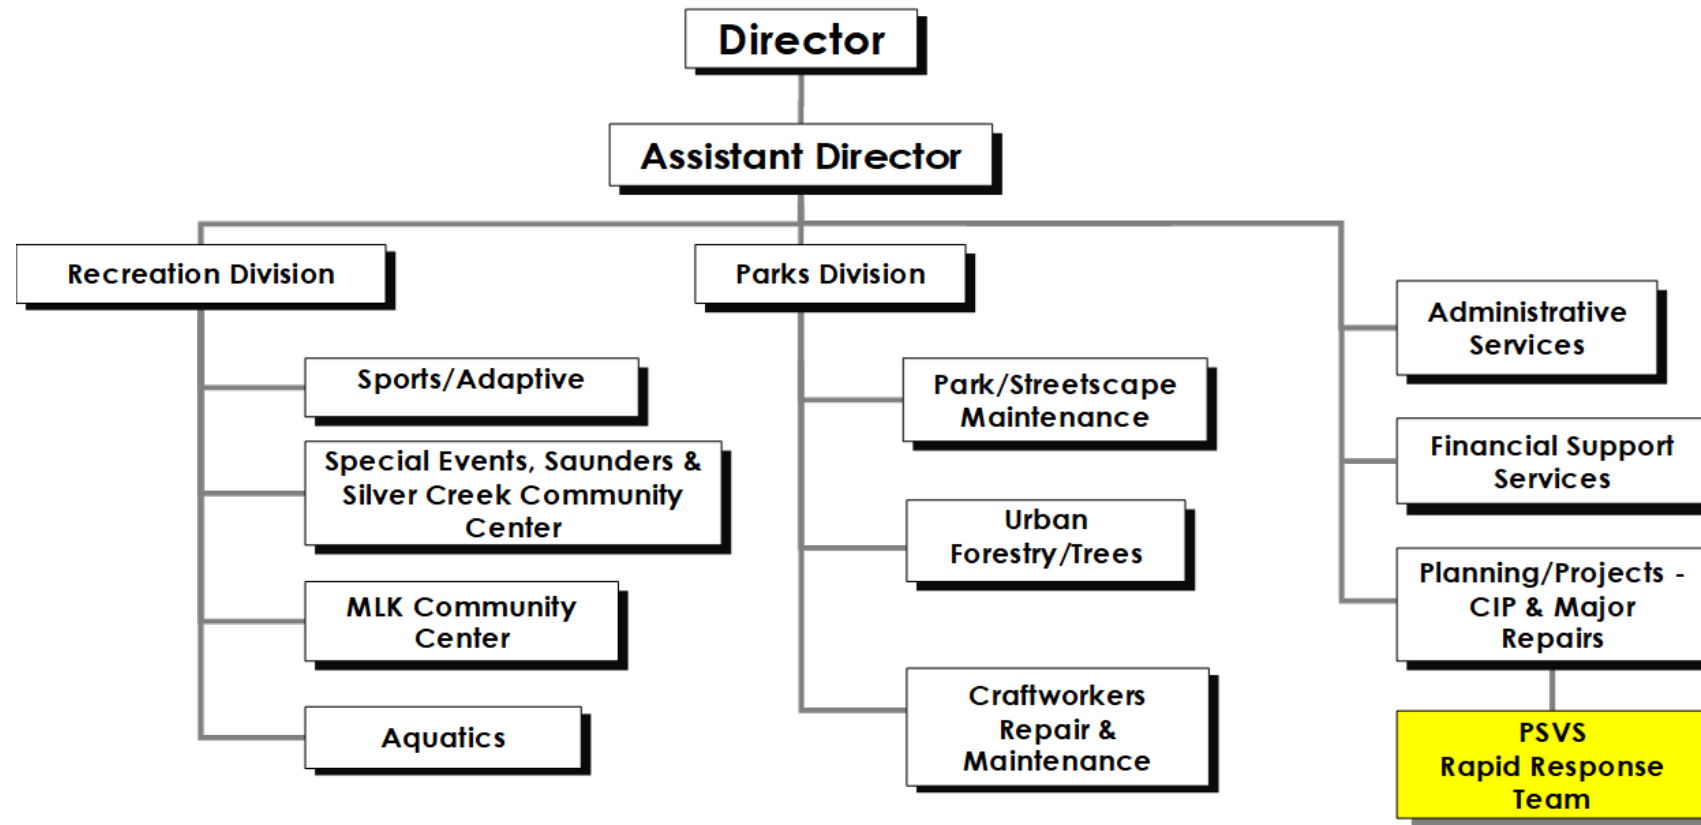 Director
Assistant Director
Recreation Division
Sports/Adaptive
Special Events, Saunders &
Silver Creek Community
Center
MLK Community
Center
Aquatics
Parks Division
Park/Streetscape
Maintenance
Urban
Forestry/Trees
Craftworkers
Repair &
Maintenance
Administrative
Services
Financial Support
Services
Planning/Projects -
CIP & Major
Repairs
PSVS
Rapid Response
Team